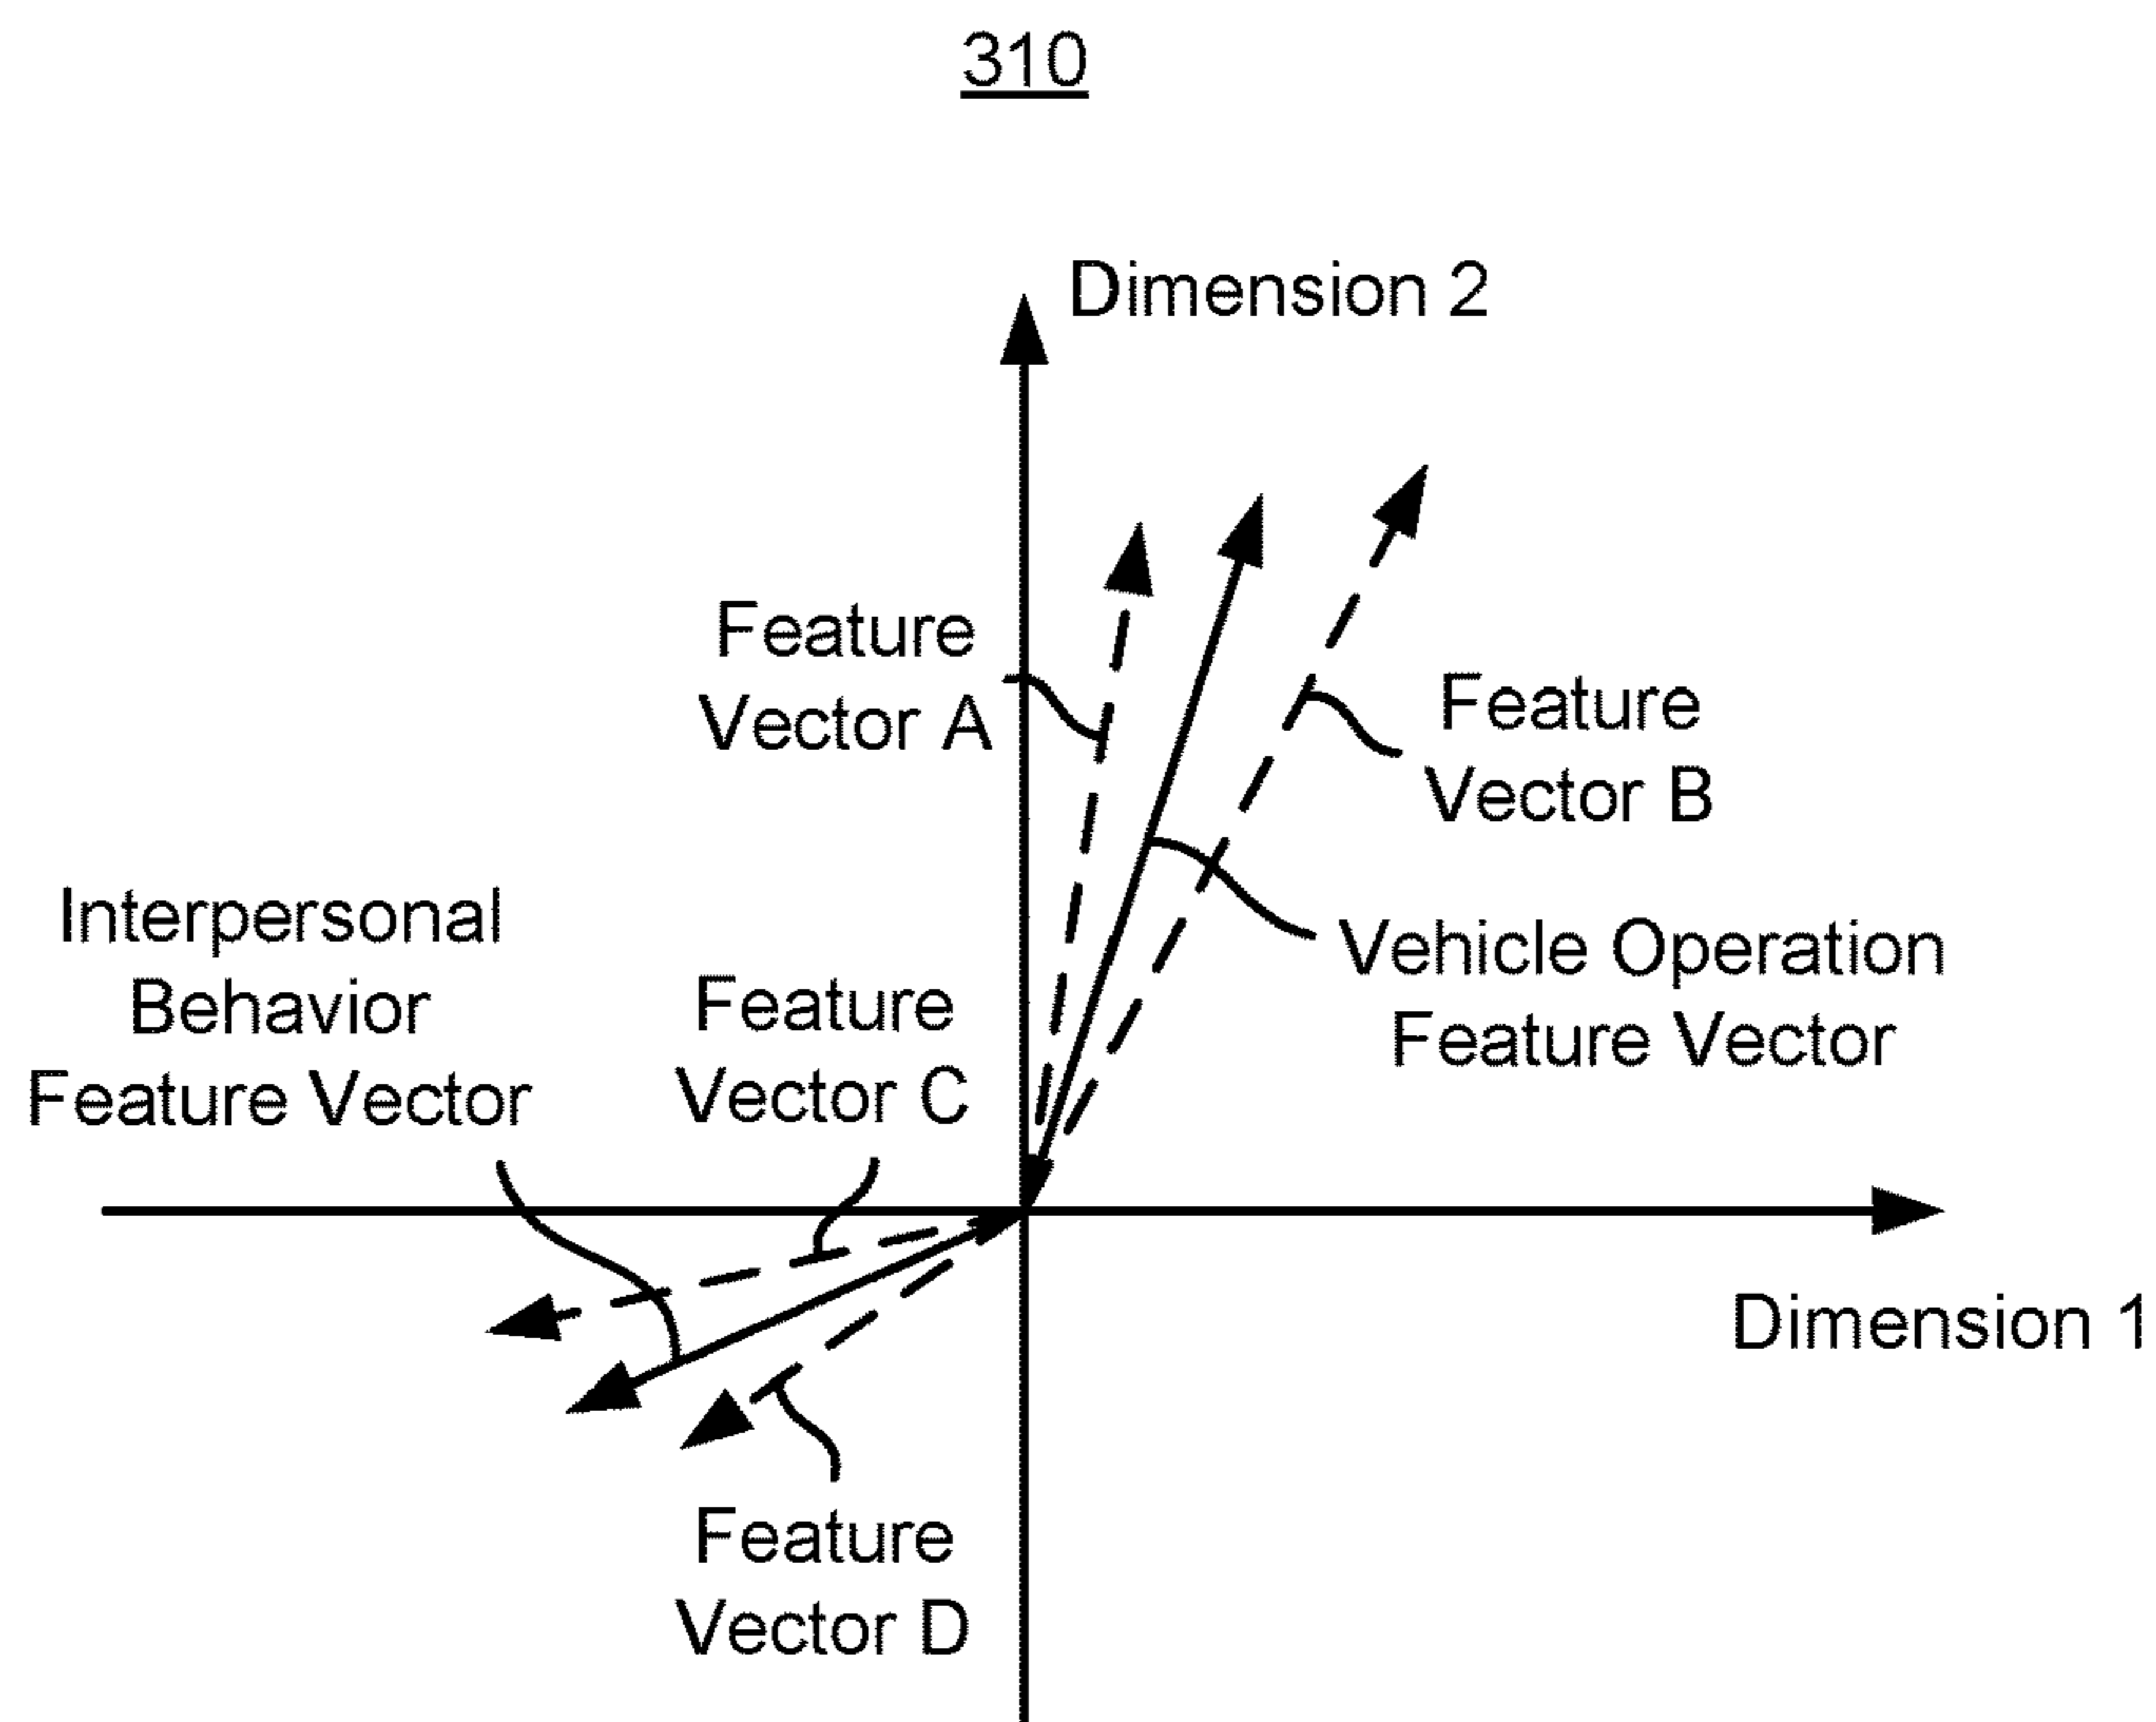 310
Dimension 2
Feature
Vector A
Feature
Vector B
Interpersonal
Behavior
Feature Vector
Feature
Vector C
Vehicle Operation
Feature Vector
Dimension 1
Feature
Vector D